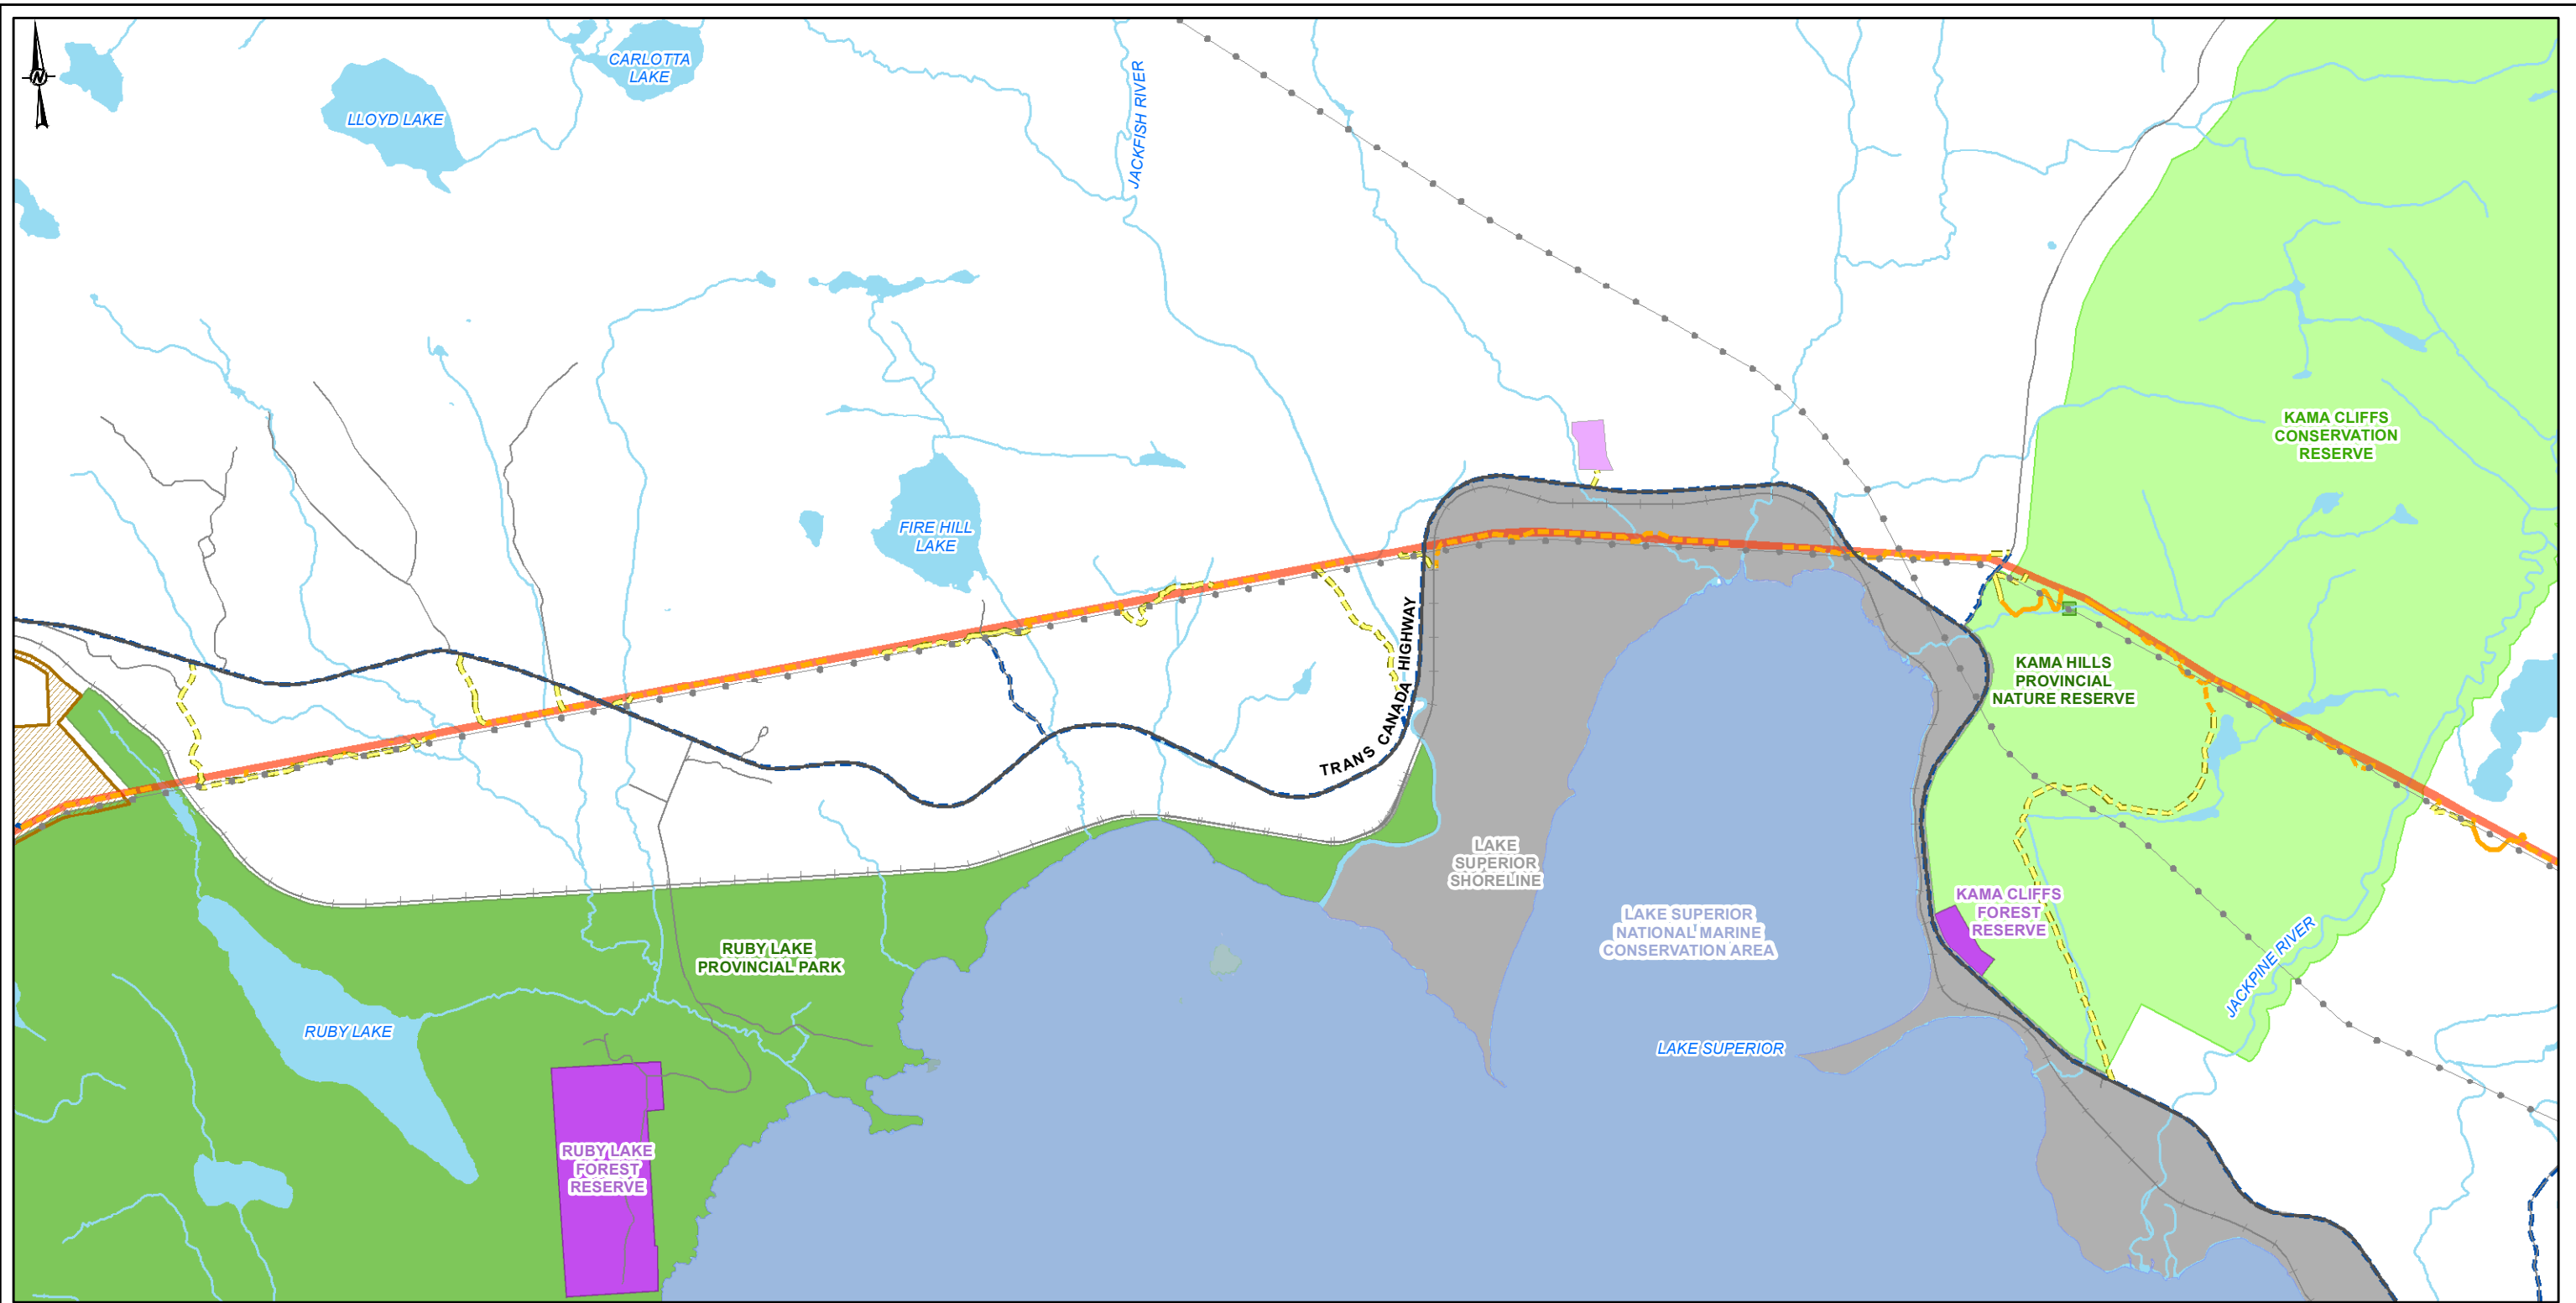 N
CARLOTTA
LAKE
LLOYD LAKE
JACKFISH RIVER
KAMA CLIFFS
CONSERVATION
RESERVE
FIRE HILL
LAKE
TRANS CANADA HIGHWAY
KAMA HILLS
PROVINCIAL
NATURE RESERVE
LAKE
SUPERIOR
SHORELINE
KAMA CLIFFS
FOREST
RESERVE
LAKE SUPERIOR
NATIONAL MARINE
CONSERVATION AREA
JACKPINE RIVER
RUBY LAKE
PROVINCIAL PARK
RUBY LAKE
LAKE SUPERIOR
RUBY LAKE
FOREST
RESERVE